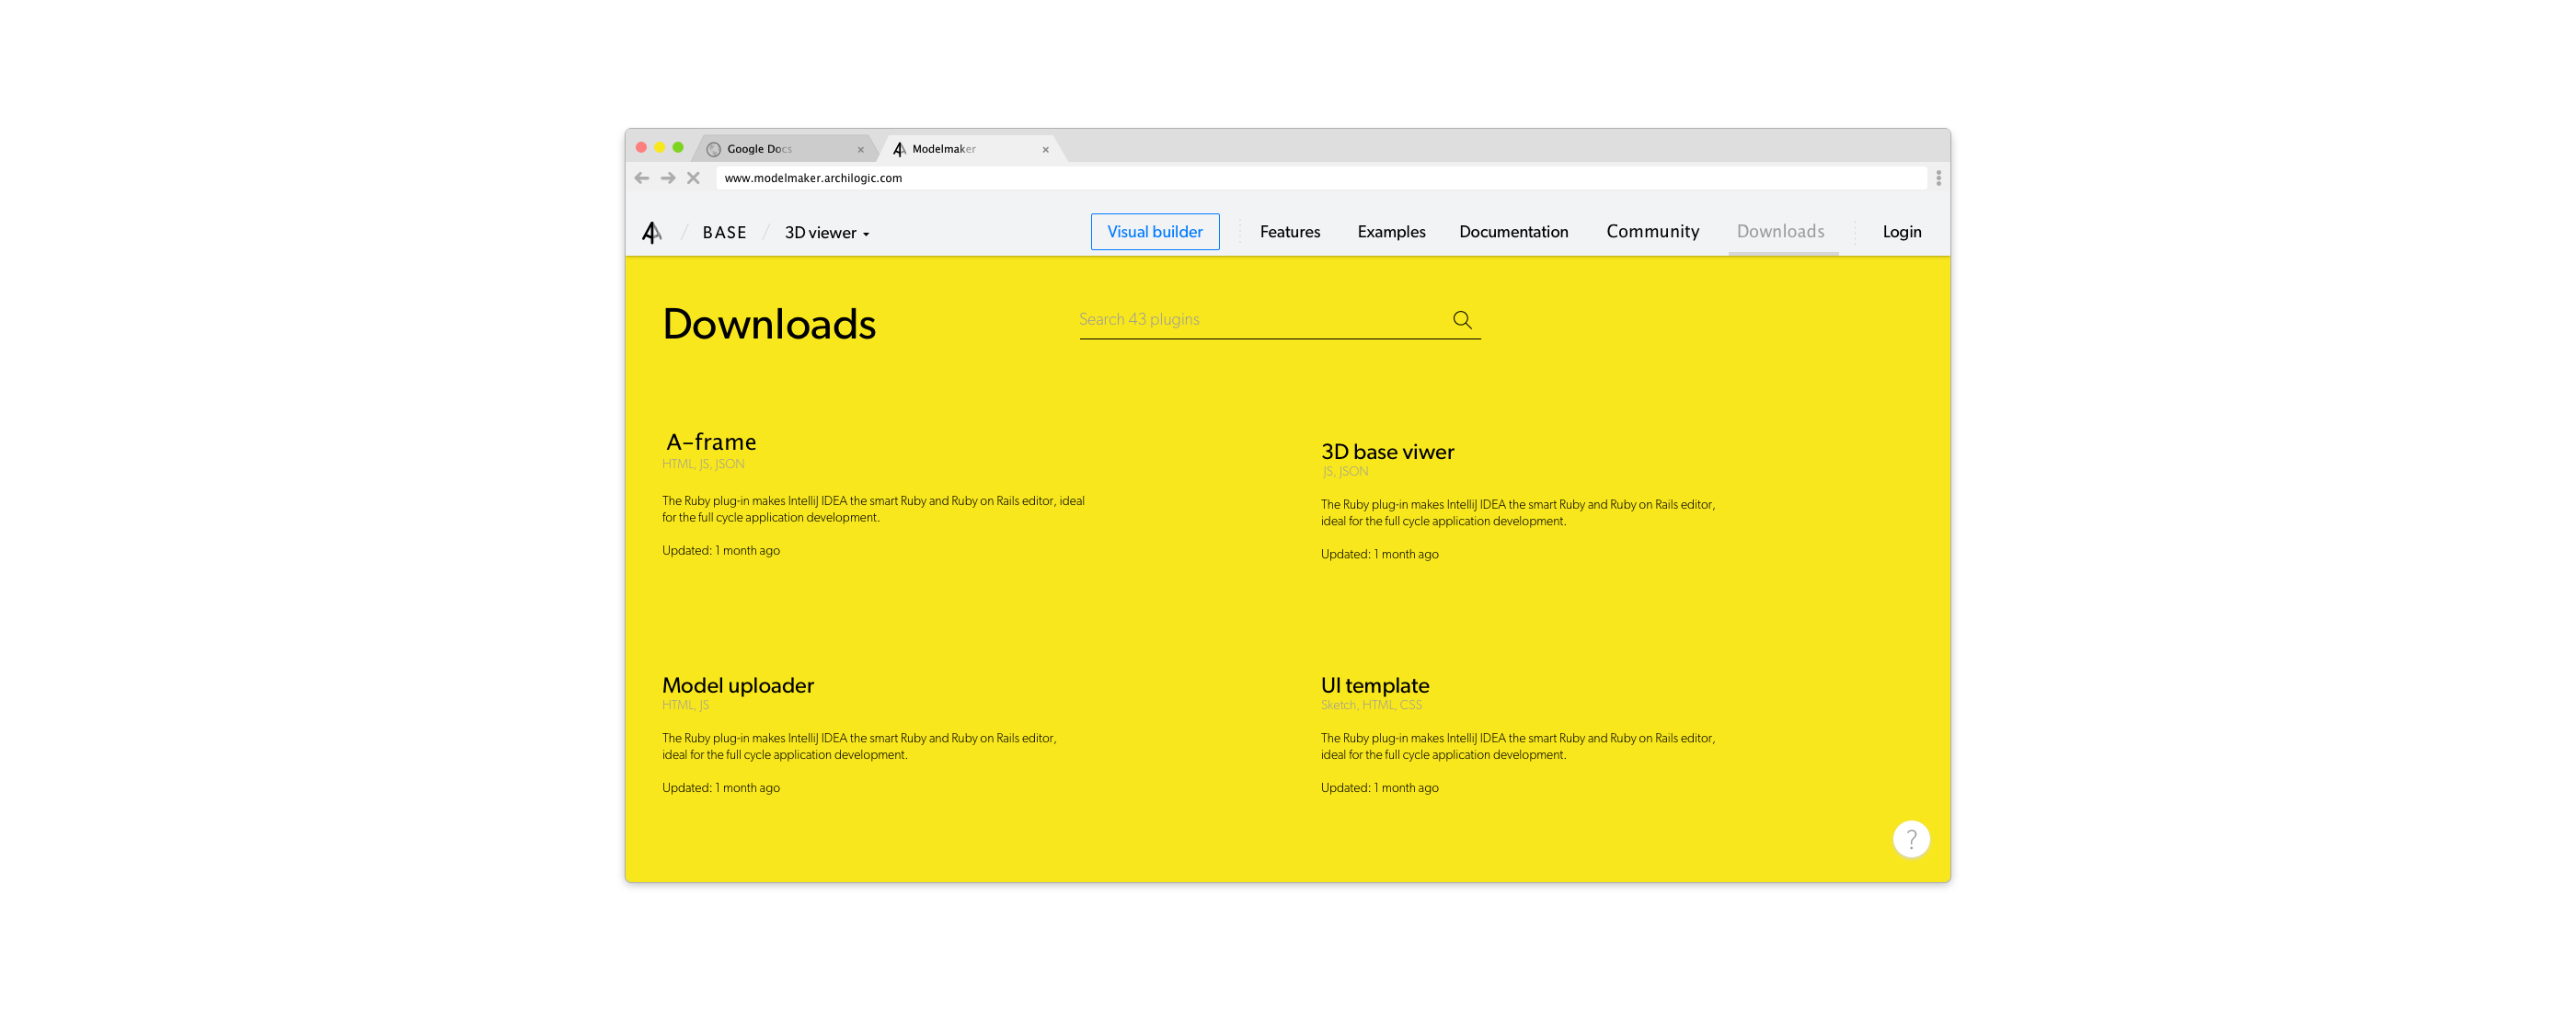 Google Docs
Modelmaker
www.modelmaker.archilogic.com
/ BASE / 3D viewer
Visual builder
Features
Examples
Documentation
Community
Downloads
Login
Downloads
Search 43 plugins
A-frame
HTML, JS, JSON
The Ruby plug-in makes IntelliJ IDEA the smart Ruby and Ruby on Rails editor, ideal
for the full cycle application development.
Updated: 1 month ago
3D base viwer
JS, JSON
The Ruby plug-in makes IntelliJ IDEA the smart Ruby and Ruby on Rails editor,
ideal for the full cycle application development.
Updated: 1 month ago
Model uploader
HTML, JS
The Ruby plug-in makes IntelliJ IDEA the smart Ruby and Ruby on Rails editor,
ideal for the full cycle application development.
Updated: 1 month ago
UI template
Sketch, HTML, CSS
The Ruby plug-in makes IntelliJ IDEA the smart Ruby and Ruby on Rails editor,
ideal for the full cycle application development.
Updated: 1 month ago
?